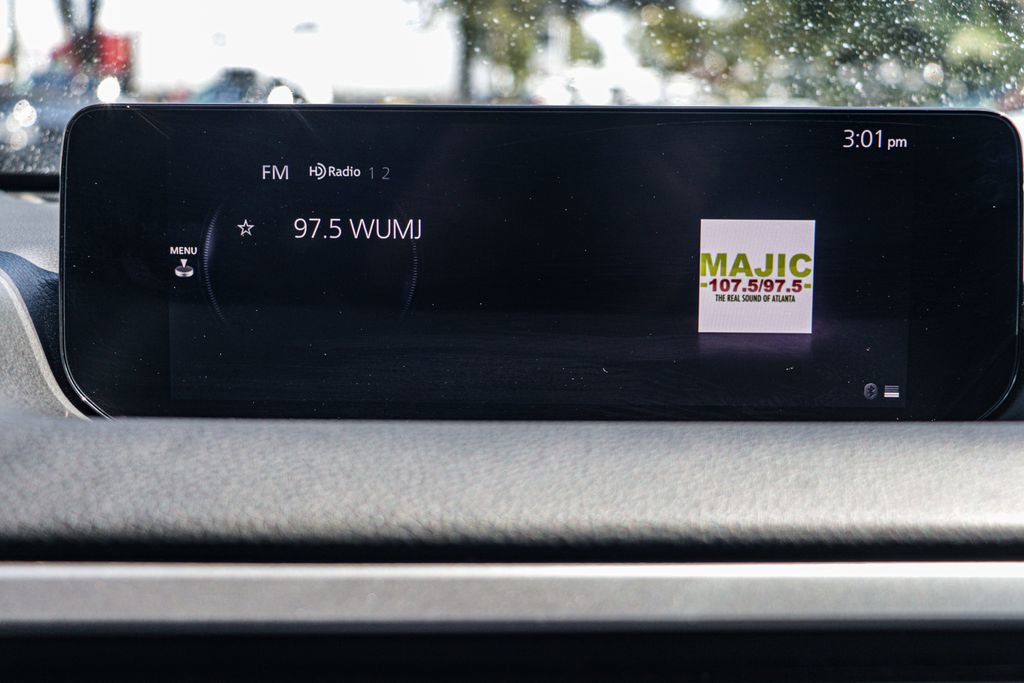 3:01 pm
FM HD Radio 1 2
☆ 97.5 WUMJ
MENU
MAJIC
-107.5/97.5-
THE REAL SOUND OF ATLANTA